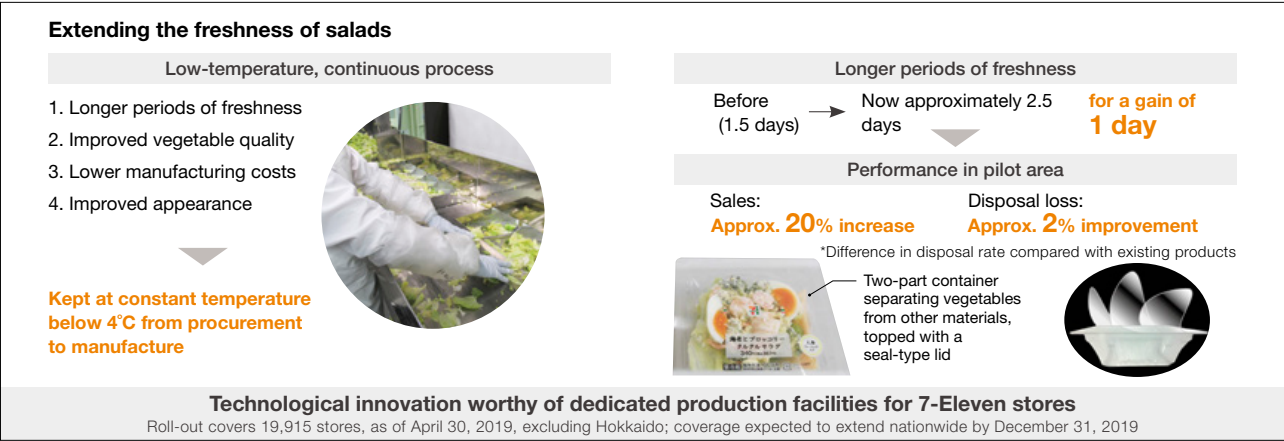 Extending the freshness of salads
Low-temperature, continuous process
1. Longer periods of freshness
2. Improved vegetable quality
3. Lower manufacturing costs
4. Improved appearance
Kept at constant temperature
below 4°C from procurement
to manufacture
Longer periods of freshness
Before
(1.5 days)
Now approximately 2.5
days
for a gain of
1 day
Performance in pilot area
Sales:
Approx. 20% increase
Disposal loss:
Approx. 2% improvement
*Difference in disposal rate compared with existing products
Two-part container
separating vegetables
from other materials,
topped with a
seal-type lid
Technological innovation worthy of dedicated production facilities for 7-Eleven stores
Roll-out covers 19,915 stores, as of April 30, 2019, excluding Hokkaido; coverage expected to extend nationwide by December 31, 2019